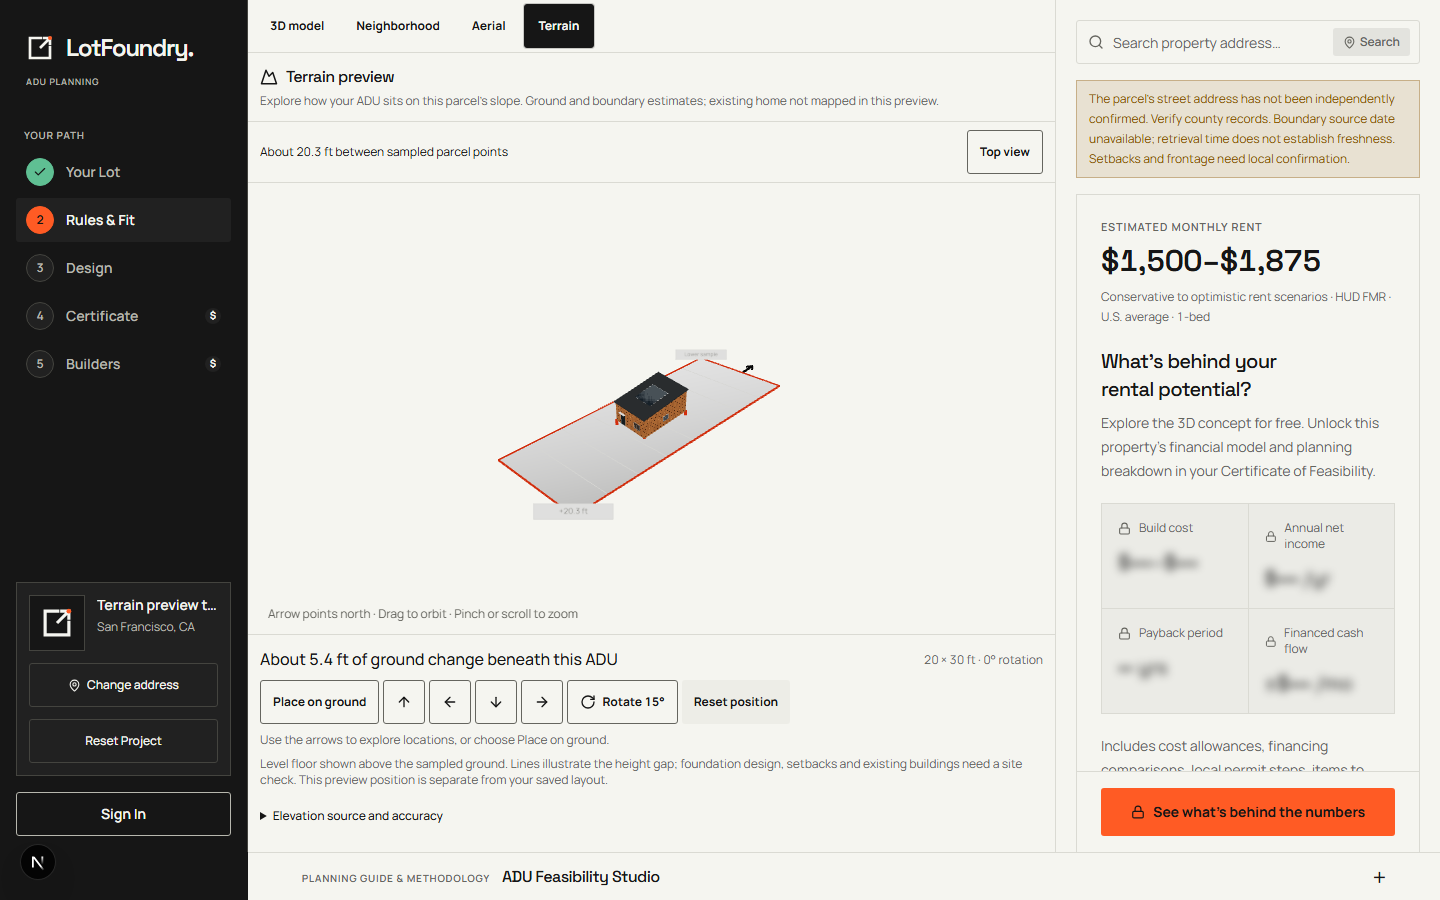 LotFoundry.
ADU PLANNING
YOUR PATH
Your Lot
2 Rules & Fit
3 Design
4 Certificate $
5 Builders $
Terrain preview t...
San Francisco, CA
Change address
Reset Project
Sign In
N
3D model Neighborhood Aerial Terrain
Terrain preview
Explore how your ADU sits on this parcel's slope. Ground and boundary estimates; existing home not mapped in this preview.
About 20.3 ft between sampled parcel points
Top view
+20.3 ft
Arrow points north · Drag to orbit · Pinch or scroll to zoom
About 5.4 ft of ground change beneath this ADU
20 × 30 ft · 0° rotation
Place on ground ↑ ← ↓ → Rotate 15° Reset position
Use the arrows to explore locations, or choose Place on ground.
Level floor shown above the sampled ground. Lines illustrate the height gap; foundation design, setbacks and existing buildings need a site
check. This preview position is separate from your saved layout.
Elevation source and accuracy
Search property address...
Search
The parcel's street address has not been independently
confirmed. Verify county records. Boundary source date
unavailable; retrieval time does not establish freshness.
Setbacks and frontage need local confirmation.
ESTIMATED MONTHLY RENT
$1,500–$1,875
Conservative to optimistic rent scenarios · HUD FMR ·
U.S. average · 1-bed
What's behind your
rental potential?
Explore the 3D concept for free. Unlock this
property's financial model and planning
breakdown in your Certificate of Feasibility.
Build cost
Annual net
income
Payback period
Financed cash
flow
Includes cost allowances, financing
comparisons, local permit steps, items to
See what's behind the numbers
PLANNING GUIDE & METHODOLOGY ADU Feasibility Studio +